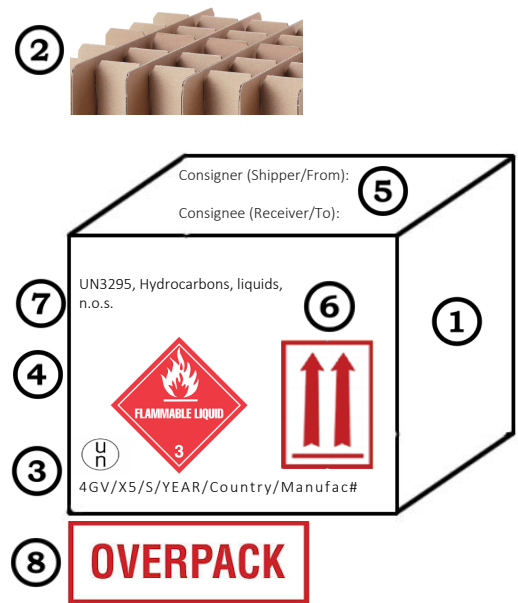 2
Consigner (Shipper/From):
5
Consignee (Receiver/To):
UN3295, Hydrocarbons, liquids,
n.o.s.
7
6
1
4
FLAMMABLE LIQUID
3
u
n
3
4GV/X5/S/YEAR/Country/Manufac#
8
OVERPACK